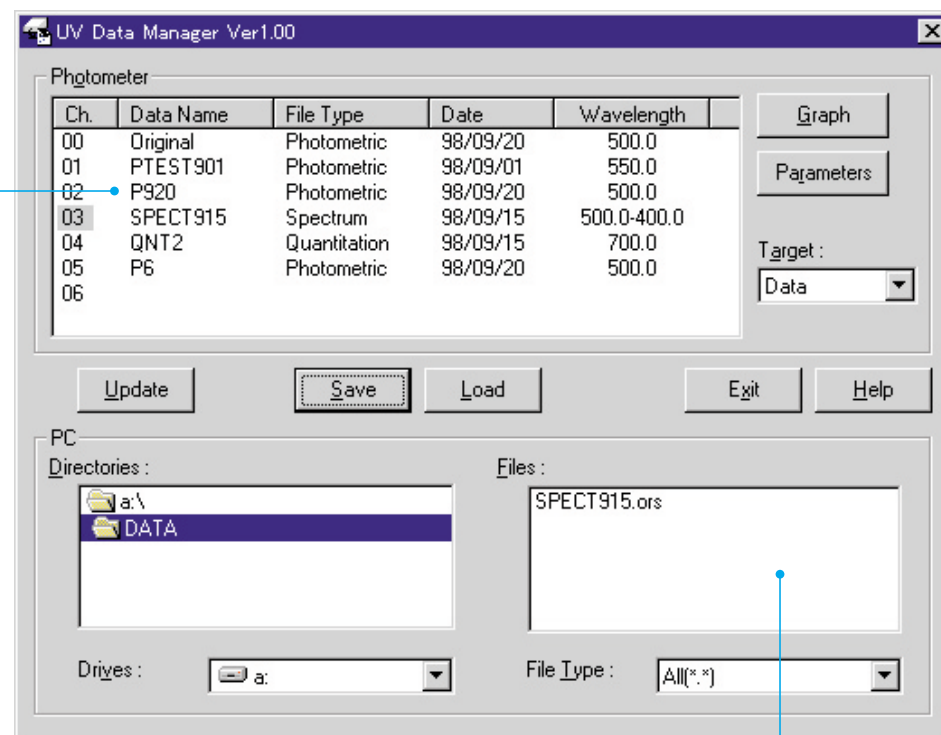 UV Data Manager Ver1.00
Photometer
Ch. Data Name File Type Date Wavelength
00 Original Photometric 98/09/20 500.0
01 PTEST901 Photometric 98/09/01 550.0
02 P920 Photometric 98/09/20 500.0
03 SPECT915 Spectrum 98/09/15 500.0-400.0
04 QNT2 Quantitation 98/09/15 700.0
05 P6 Photometric 98/09/20 500.0
06
Graph
Parameters
Target :
Data
Update Save Load Exit Help
PC
Directories : Files :
a:\ SPECT915.ors
DATA
Drives : a: File Type : All(*.*)